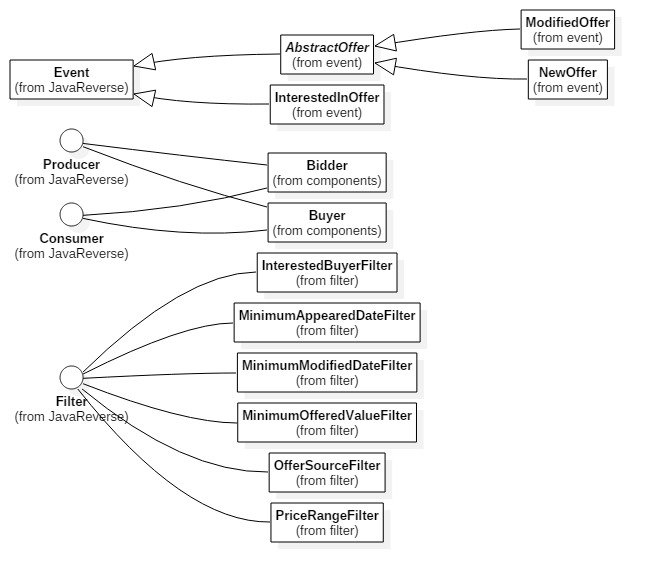 ModifiedOffer
(from event)
AbstractOffer
(from event)
Event
(from JavaReverse)
NewOffer
(from event)
InterestedInOffer
(from event)
Producer
(from JavaReverse)
Bidder
(from components)
Consumer
(from JavaReverse)
Buyer
(from components)
InterestedBuyerFilter
(from filter)
MinimumAppearedDateFilter
(from filter)
MinimumModifiedDateFilter
(from filter)
Filter
(from JavaReverse)
MinimumOfferedValueFilter
(from filter)
OfferSourceFilter
(from filter)
PriceRangeFilter
(from filter)